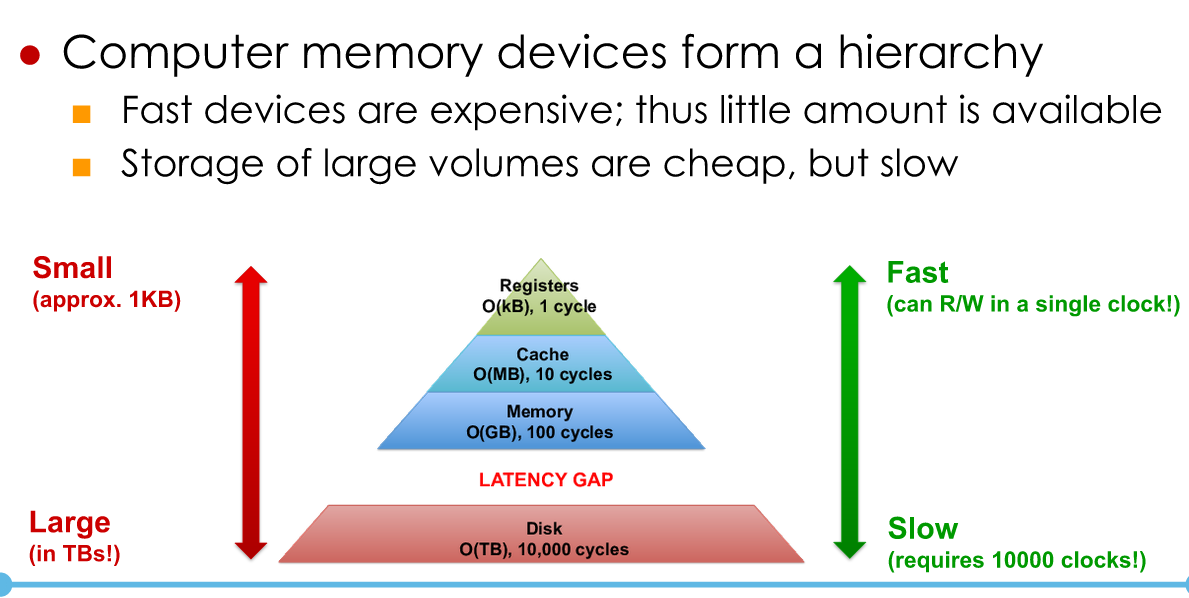 Computer memory devices form a hierarchy
Fast devices are expensive; thus little amount is available
Storage of large volumes are cheap, but slow
Small
(approx. 1KB)
Registers
O(kB), 1 cycle
Cache
O(MB), 10 cycles
Memory
O(GB), 100 cycles
LATENCY GAP
Disk
O(TB), 10,000 cycles
Large
(in TBs!)
Fast
(can R/W in a single clock!)
Slow
(requires 10000 clocks!)